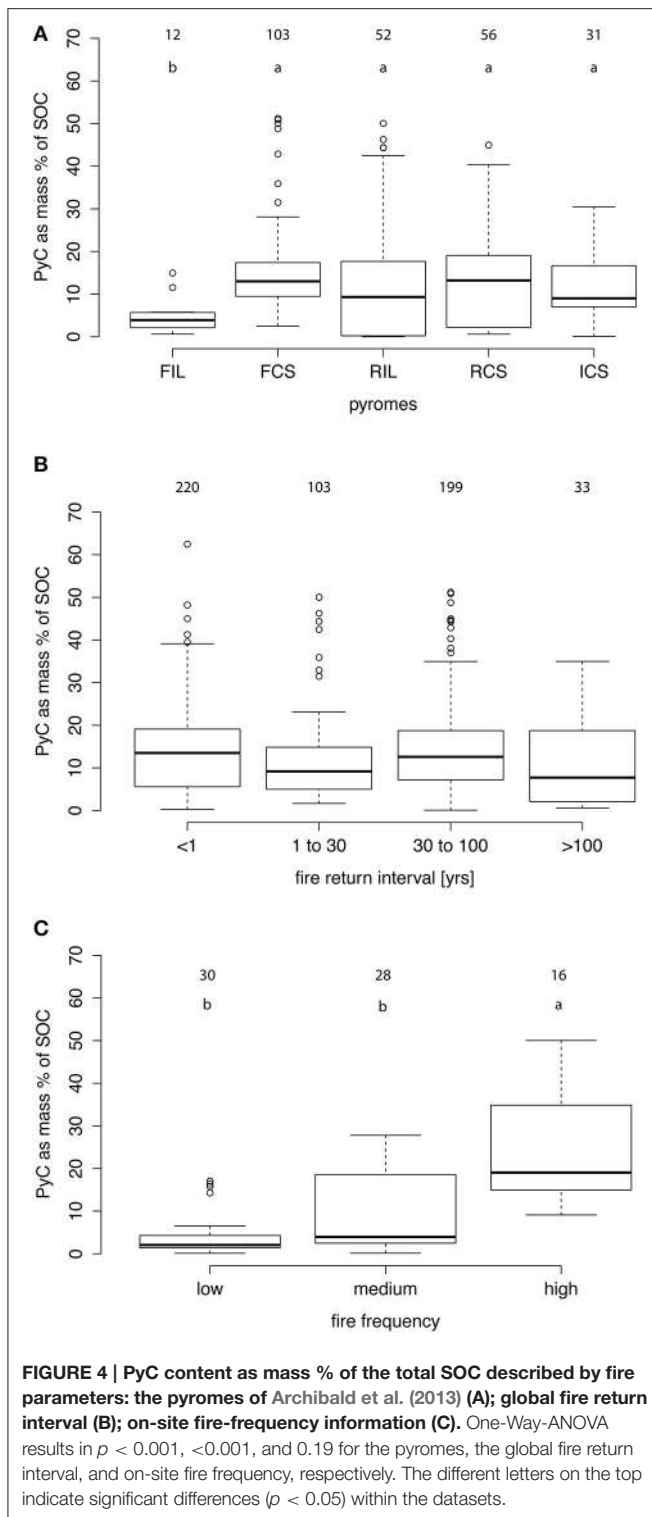 A
12 103 52 56 31
b a a a a
70
60
50
40
30
20
10
0
PyC as mass % of SOC
FIL FCS RIL RCS ICS
pyromes
B
220 103 199 33
70
60
50
40
30
20
10
0
PyC as mass % of SOC
<1 1 to 30 30 to 100 >100
fire return interval [yrs]
C
30 28 16
b b a
70
60
50
40
30
20
10
0
PyC as mass % of SOC
low medium high
fire frequency
FIGURE 4 | PyC content as mass % of the total SOC described by fire
parameters: the pyromes of Archibald et al. (2013) (A); global fire return
interval (B); on-site fire-frequency information (C). One-Way-ANOVA
results in p < 0.001, <0.001, and 0.19 for the pyromes, the global fire return
interval, and on-site fire frequency, respectively. The different letters on the top
indicate significant differences (p < 0.05) within the datasets.